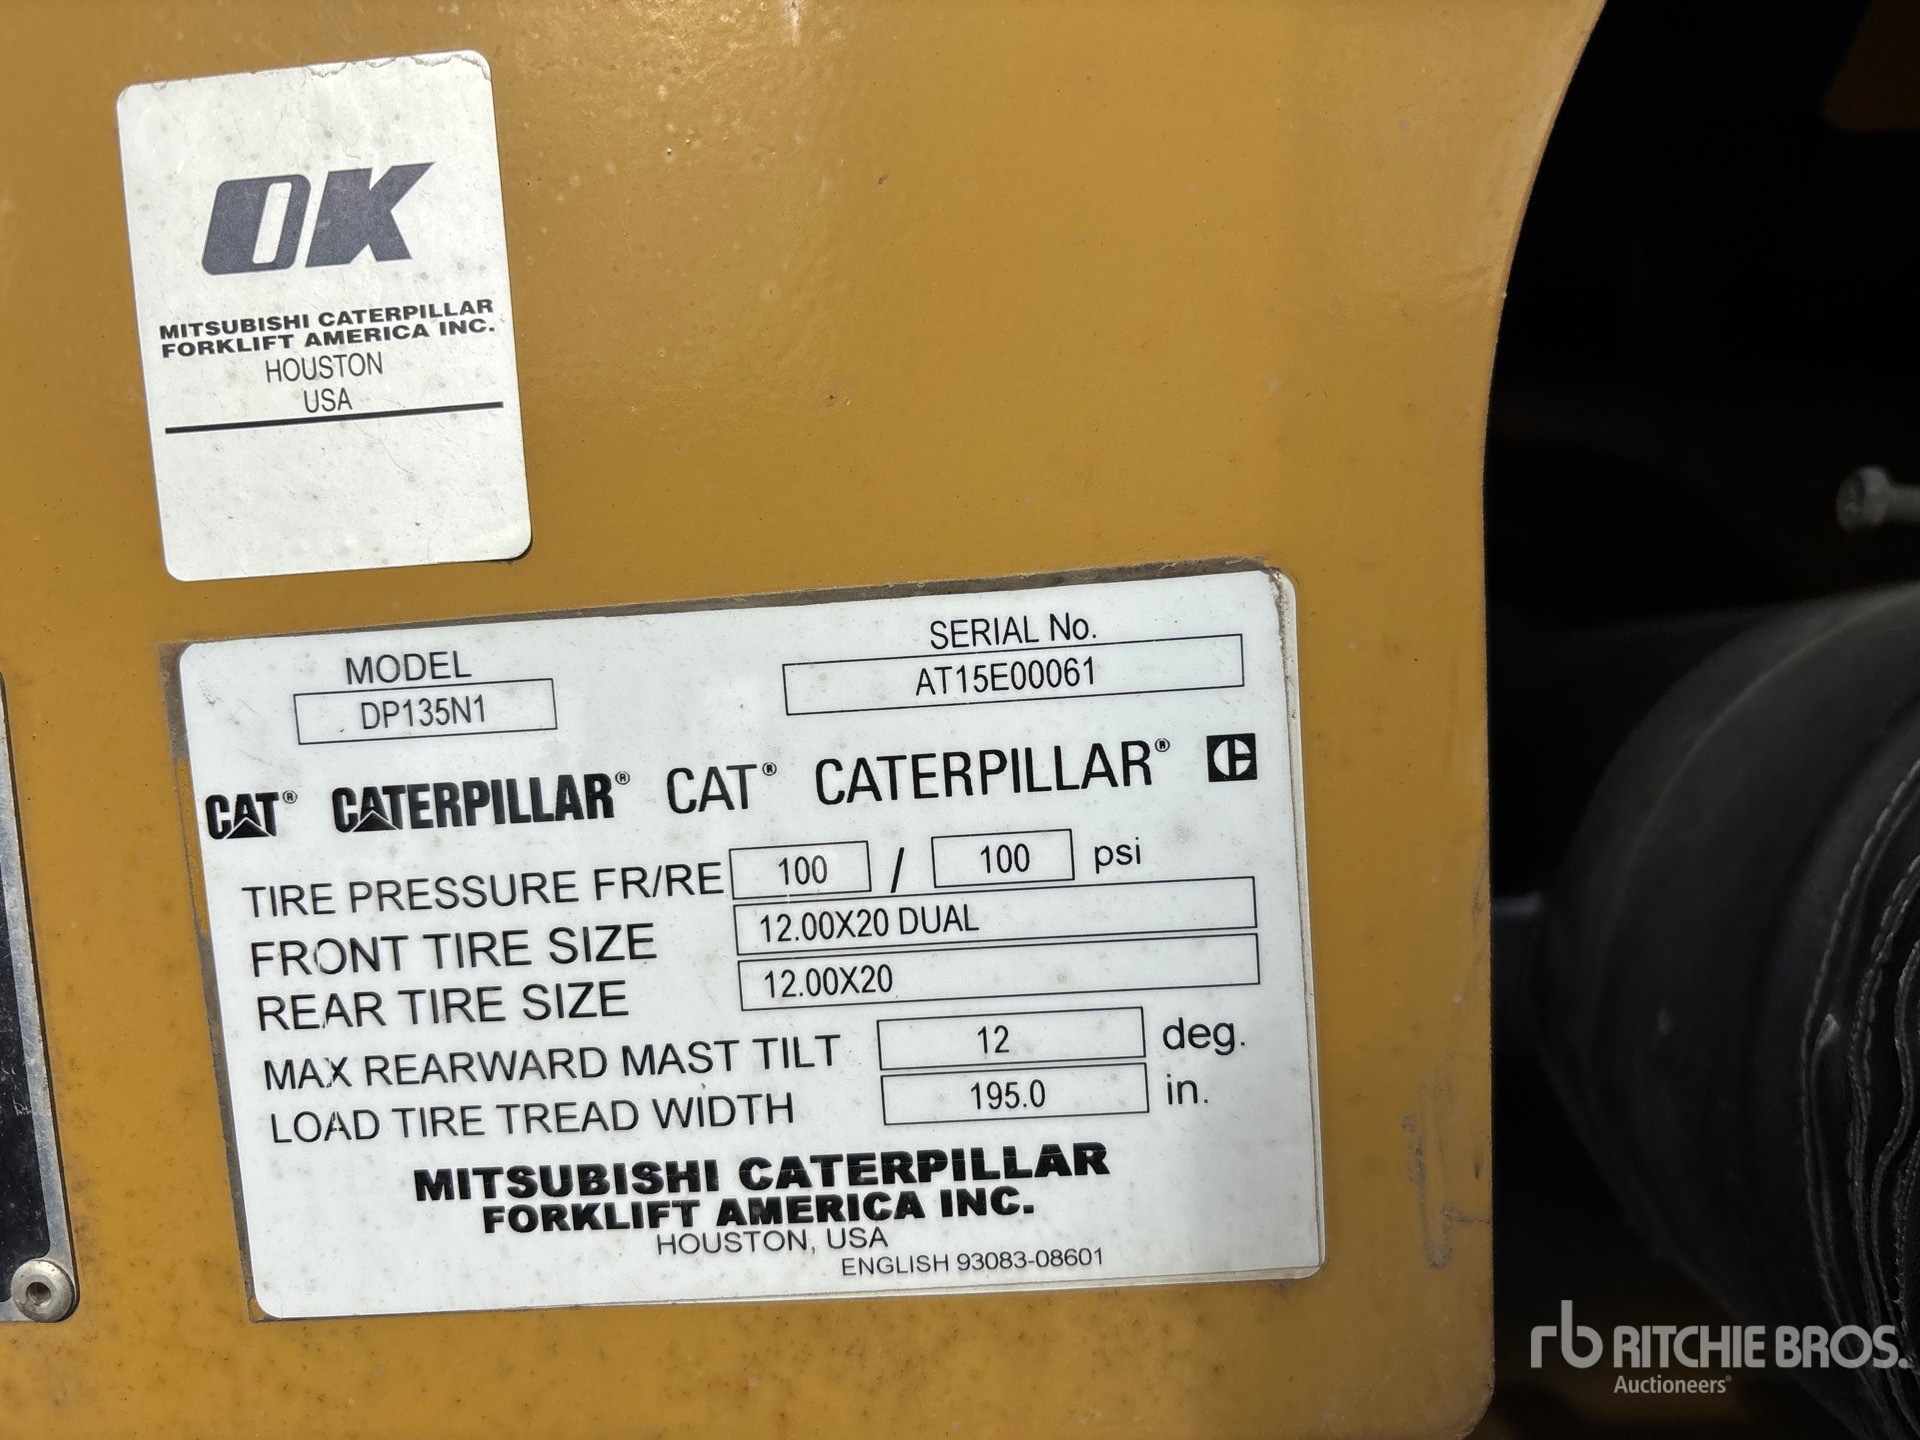 OK
MITSUBISHI CATERPILLAR
FORKLIFT AMERICA INC.
HOUSTON
USA
MODEL
DP135N1
SERIAL No.
AT15E00061
CAT® CATERPILLAR® CAT® CATERPILLAR®
TIRE PRESSURE FR/RE 100 / 100 psi
FRONT TIRE SIZE 12.00X20 DUAL
REAR TIRE SIZE 12.00X20
MAX REARWARD MAST TILT 12 deg.
LOAD TIRE TREAD WIDTH 195.0 in.
MITSUBISHI CATERPILLAR
FORKLIFT AMERICA INC.
HOUSTON, USA
ENGLISH 93083-08601
rb RITCHIE BROS.
Auctioneers®